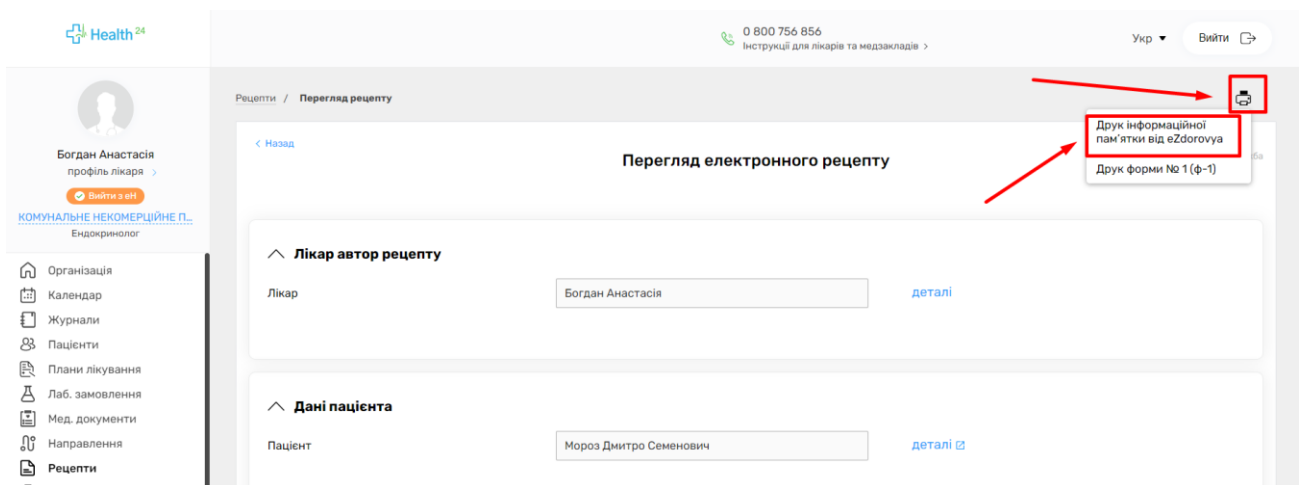 Health 24
0 800 756 856
Інструкції для лікарів та медзакладів >
Укр
Вийти
Рецепти / Перегляд рецепту
Друк інформаційної
пам'ятки від eZdorovya
Друк форми № 1 (ф-1)
Богдан Анастасія
профіль лікаря >
Вийти з еН
КОМУНАЛЬНЕ НЕКОМЕРЦІЙНЕ П...
Ендокринолог
< Назад
Перегляд електронного рецепту
Організація
Календар
Журнали
Пацієнти
Плани лікування
Лаб. замовлення
Мед. документи
Направлення
Рецепти
Лікар автор рецепту
Лікар
Богдан Анастасія
деталі
Дані пацієнта
Пацієнт
Мороз Дмитро Семенович
деталі